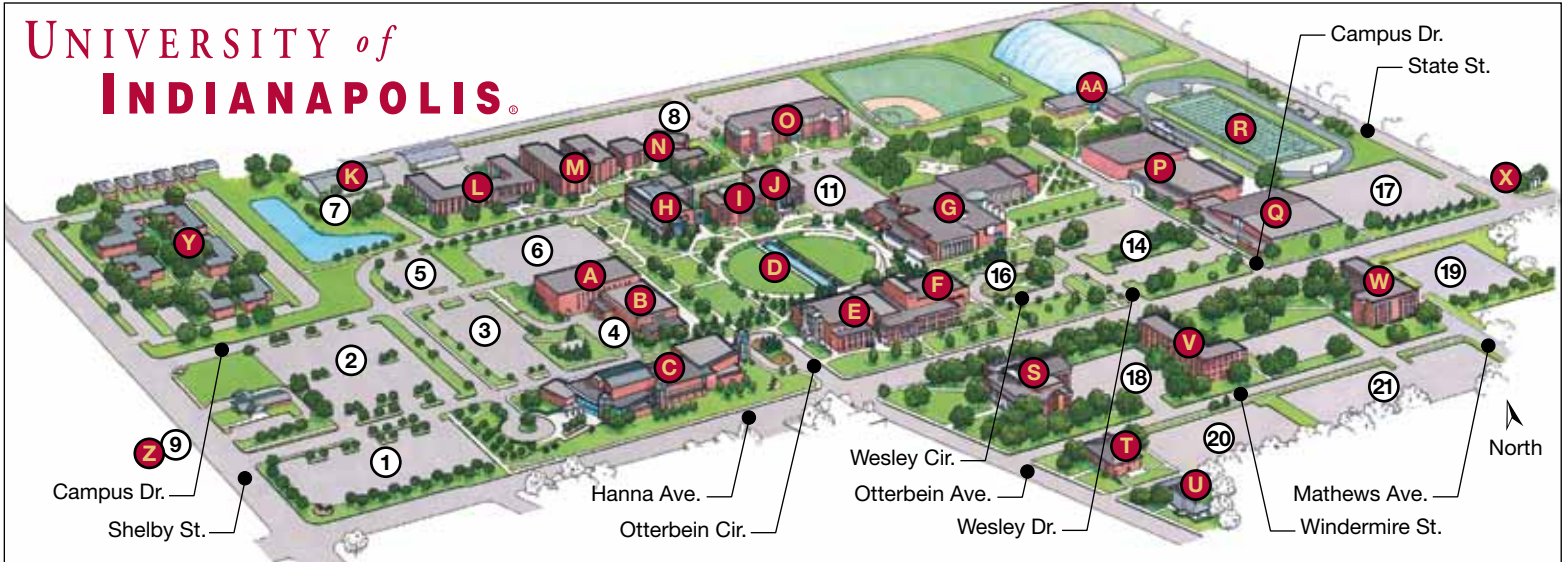 UNIVERSITY of
INDIANAPOLIS®
Campus Dr.
State St.
AA
8
O
R
N
K
M
P
X
17
L
7
J
11
I
H
G
Q
Y
6
14
5
A
D
16
F
19
W
B
E
3
4
2
V
C
S
18
21
North
Z
9
1
T
20
U
Campus Dr.
Shelby St.
Hanna Ave.
Otterbein Cir.
Wesley Cir.
Otterbein Ave.
Wesley Dr.
Mathews Ave.
Windermire St.